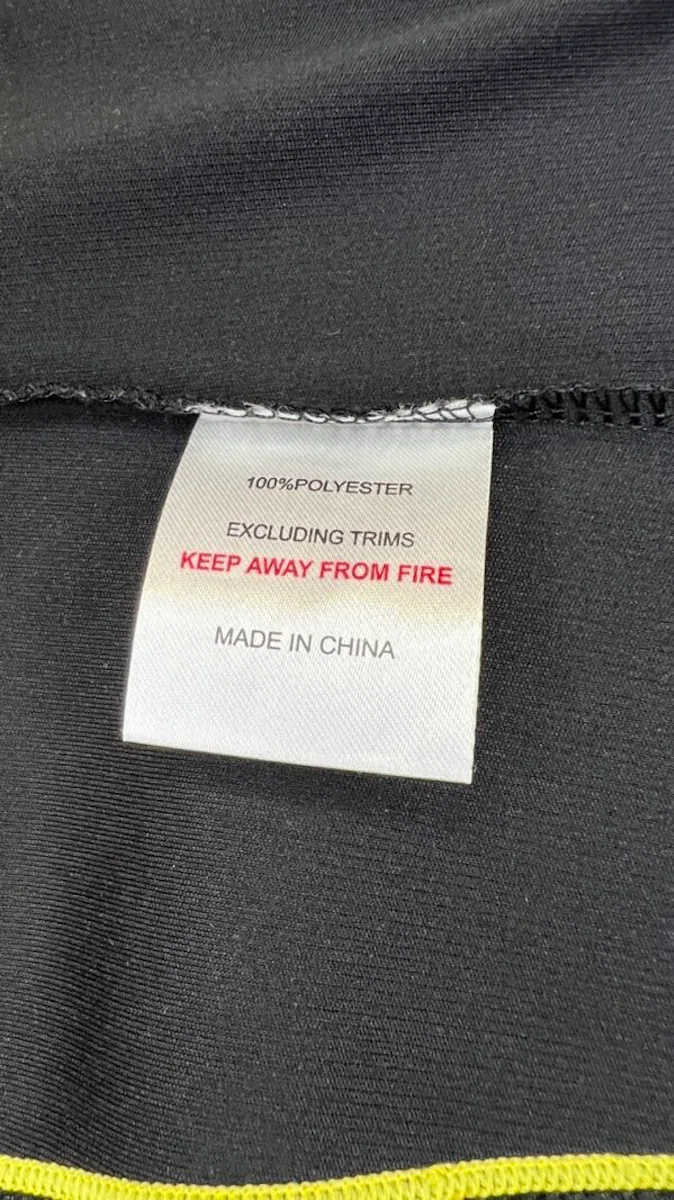 100%POLYESTER
EXCLUDING TRIMS
KEEP AWAY FROM FIRE
MADE IN CHINA